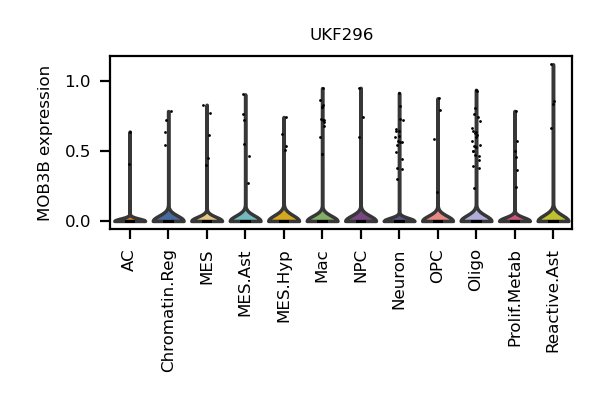 UKF296
MOB3B expression
1.0
0.5
0.0
AC
Chromatin.Reg
MES
MES.Ast
MES.Hyp
Mac
NPC
Neuron
OPC
Oligo
Prolif.Metab
Reactive.Ast